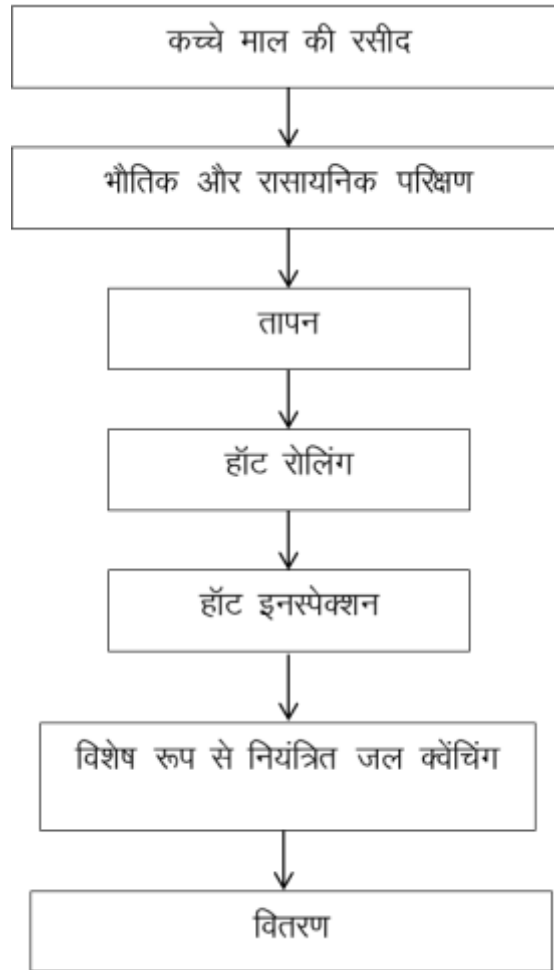 कच्चे माल की रसीद
भौतिक और रासायनिक परिक्षण
तापन
हॉट रोलिंग
हॉट इनस्पेक्शन
विशेष रूप से नियंत्रित जल क्वेंचिंग
वितरण